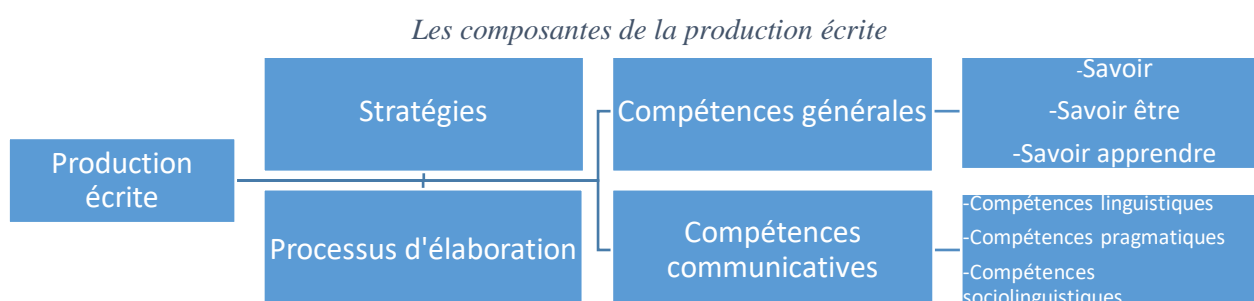 Les composantes de la production écrite
Production
écrite
Stratégies
Processus d'élaboration
Compétences générales
Compétences
communicatives
-Savoir
-Savoir être
-Savoir apprendre
-Compétences linguistiques
-Compétences pragmatiques
-Compétences
sociolinguistiques